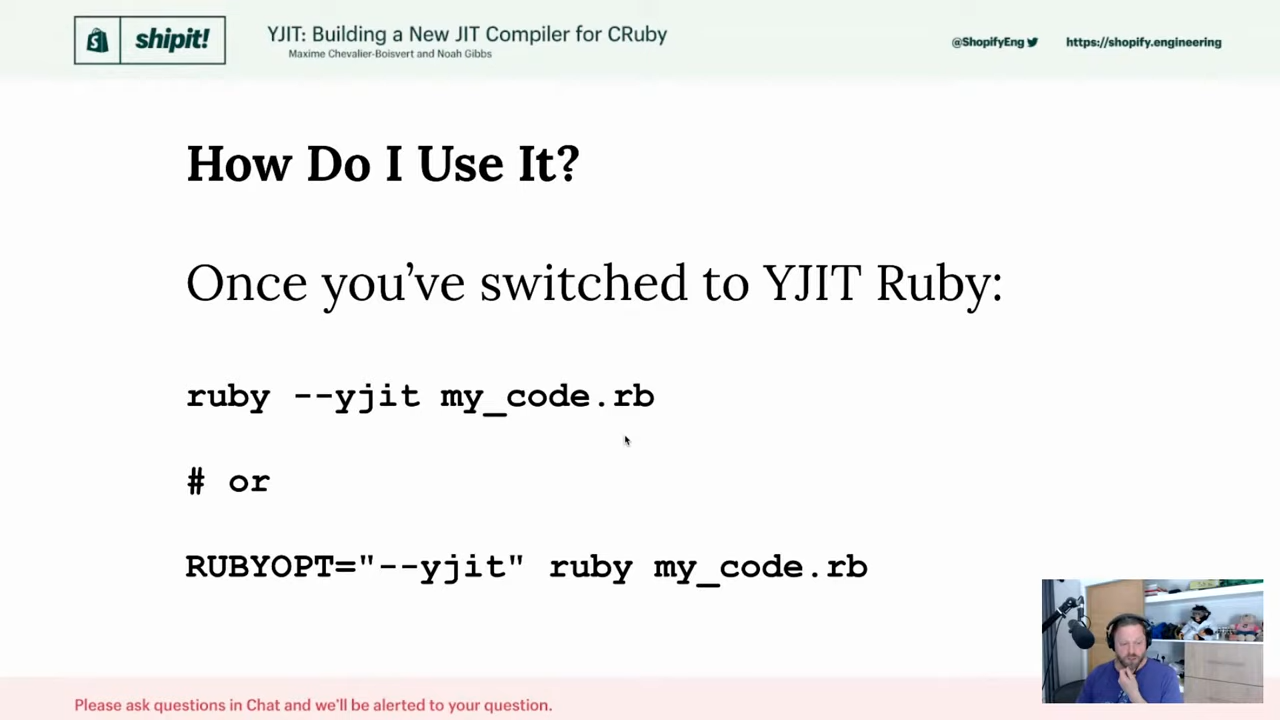 shipit!
YJIT: Building a New JIT Compiler for CRuby
Maxime Chevalier-Boisvert and Noah Gibbs
@ShopifyEng
https://shopify.engineering
How Do I Use It?
Once you’ve switched to YJIT Ruby:
ruby --yjit my_code.rb
# or
RUBYOPT="--yjit" ruby my_code.rb
Please ask questions in Chat and we'll be alerted to your question.